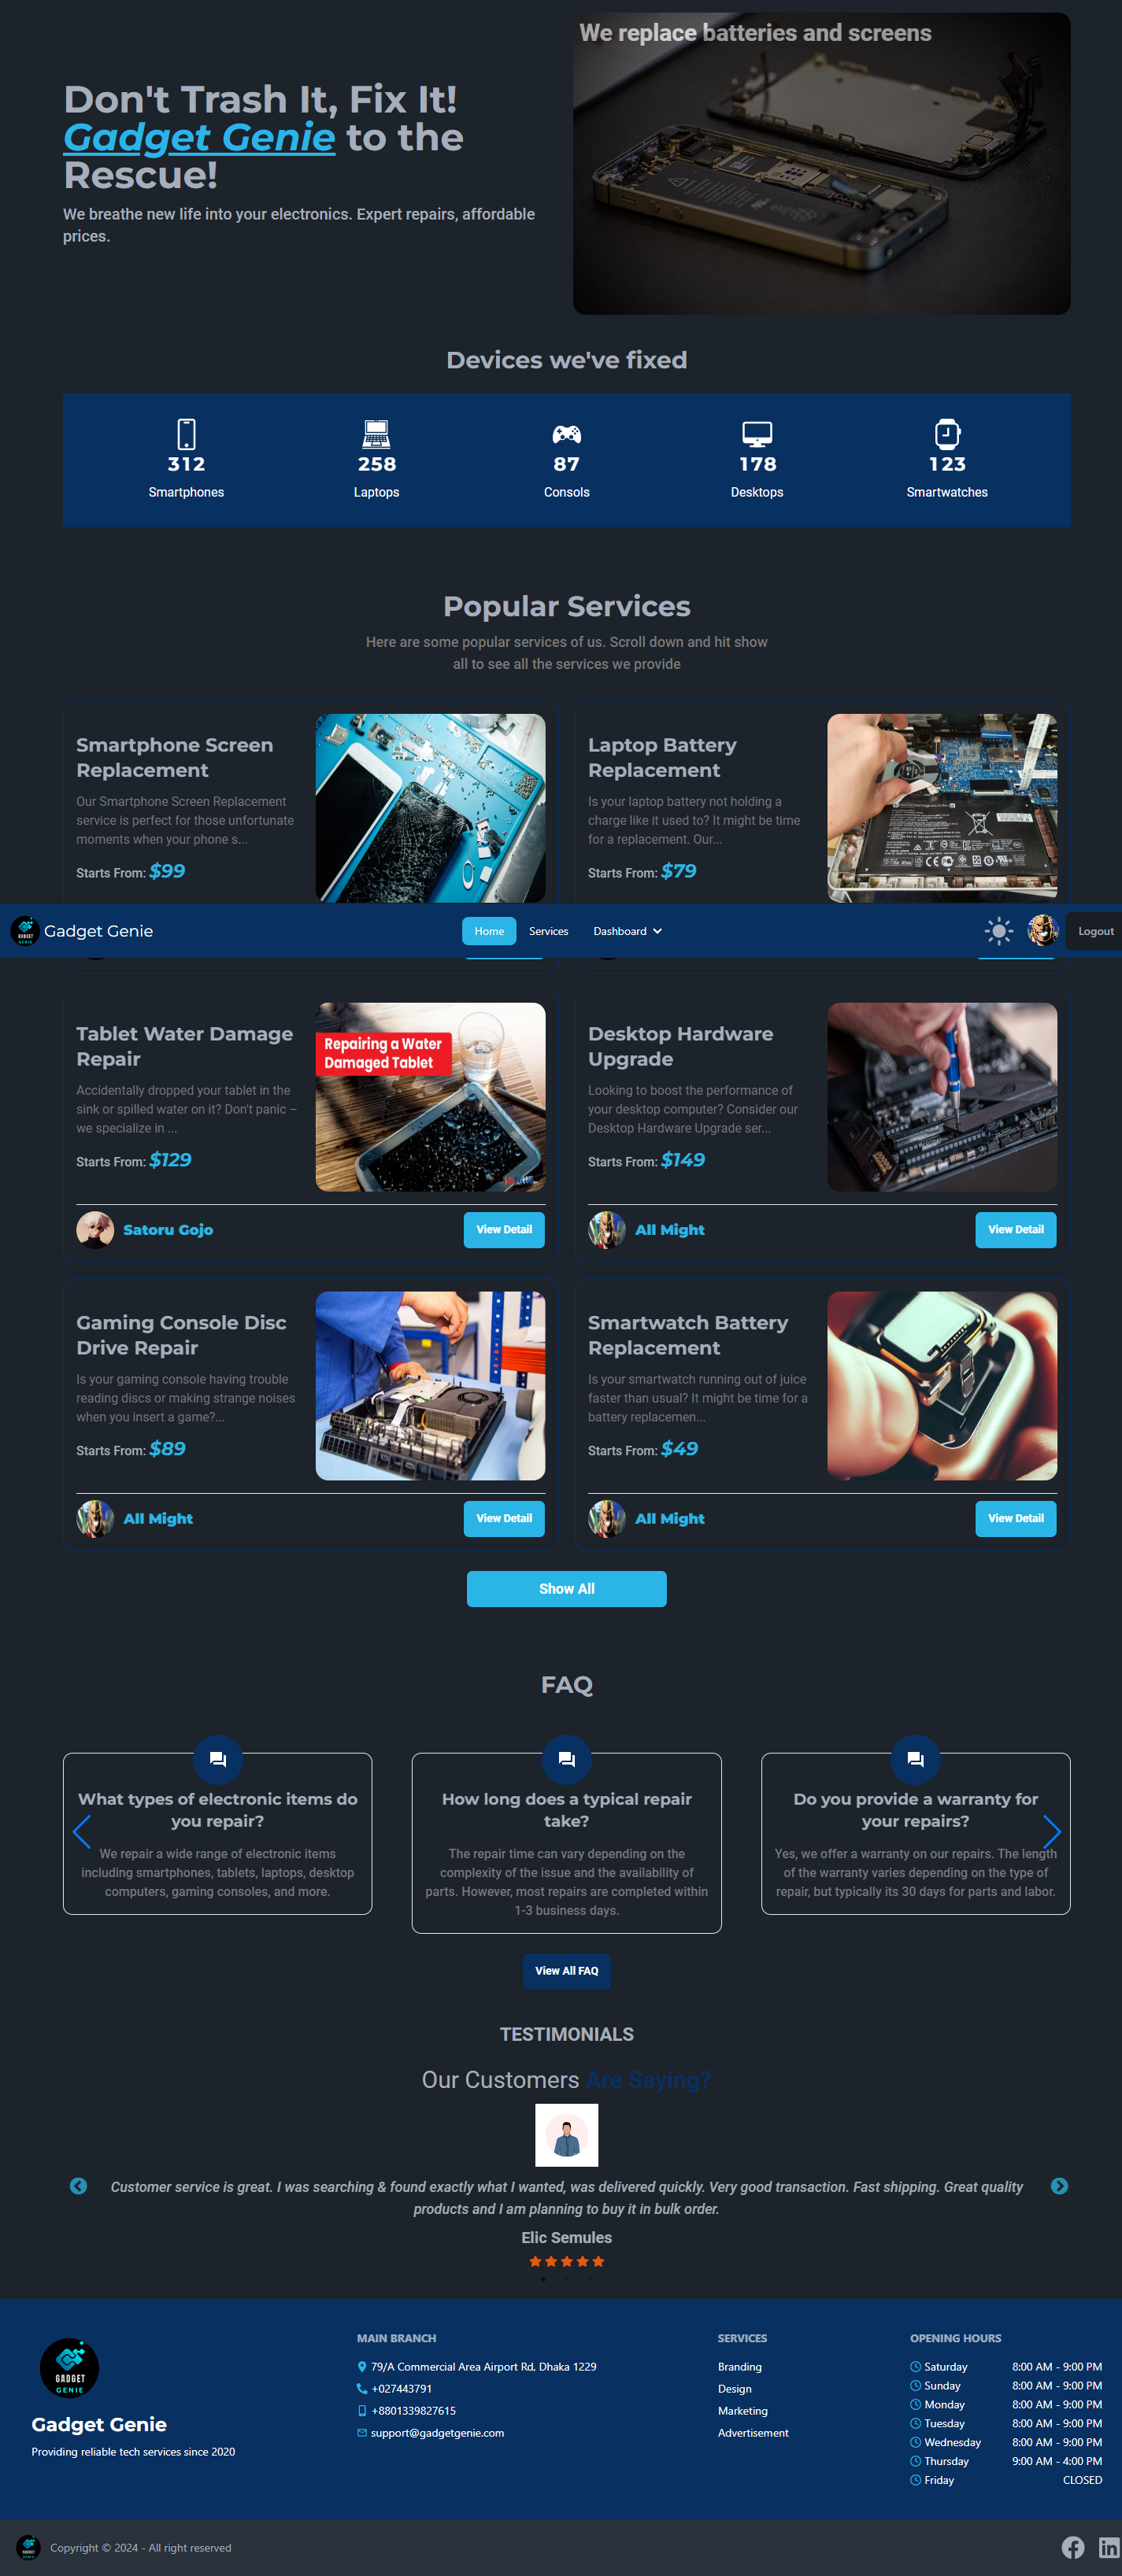 We replace batteries and screens
Don't Trash It, Fix It!
Gadget Genie to the
Rescue!
We breathe new life into your electronics. Expert repairs, affordable
prices.
Devices we've fixed
312
Smartphones
258
Laptops
87
Consols
178
Desktops
123
Smartwatches
Popular Services
Here are some popular services of us. Scroll down and hit show
all to see all the services we provide
Smartphone Screen
Replacement
Our Smartphone Screen Replacement
service is perfect for those unfortunate
moments when your phone s...
Starts From: $99
Laptop Battery
Replacement
Is your laptop battery not holding a
charge like it used to? It might be time
for a replacement. Our...
Starts From: $79
Gadget Genie
Home
Services
Dashboard
Logout
Tablet Water Damage
Repair
Accidentally dropped your tablet in the
sink or spilled water on it? Don't panic –
we specialize in ...
Starts From: $129
Repairing a Water
Damaged Tablet
Satoru Gojo
View Detail
Desktop Hardware
Upgrade
Looking to boost the performance of
your desktop computer? Consider our
Desktop Hardware Upgrade ser...
Starts From: $149
All Might
View Detail
Gaming Console Disc
Drive Repair
Is your gaming console having trouble
reading discs or making strange noises
when you insert a game?...
Starts From: $89
All Might
View Detail
Smartwatch Battery
Replacement
Is your smartwatch running out of juice
faster than usual? It might be time for a
battery replacemen...
Starts From: $49
All Might
View Detail
Show All
FAQ
What types of electronic items do
you repair?
We repair a wide range of electronic items
including smartphones, tablets, laptops, desktop
computers, gaming consoles, and more.
How long does a typical repair
take?
The repair time can vary depending on the
complexity of the issue and the availability of
parts. However, most repairs are completed within
1-3 business days.
Do you provide a warranty for
your repairs?
Yes, we offer a warranty on our repairs. The length
of the warranty varies depending on the type of
repair, but typically its 30 days for parts and labor.
View All FAQ
TESTIMONIALS
Our Customers Are Saying?
Customer service is great. I was searching & found exactly what I wanted, was delivered quickly. Very good transaction. Fast shipping. Great quality
products and I am planning to buy it in bulk order.
Elic Semules
GADGET
GENIE
Gadget Genie
Providing reliable tech services since 2020
MAIN BRANCH
79/A Commercial Area Airport Rd, Dhaka 1229
+027443791
+8801339827615
support@gadgetgenie.com
SERVICES
Branding
Design
Marketing
Advertisement
OPENING HOURS
Saturday 8:00 AM - 9:00 PM
Sunday 8:00 AM - 9:00 PM
Monday 8:00 AM - 9:00 PM
Tuesday 8:00 AM - 9:00 PM
Wednesday 8:00 AM - 9:00 PM
Thursday 9:00 AM - 4:00 PM
Friday CLOSED
Copyright © 2024 - All right reserved